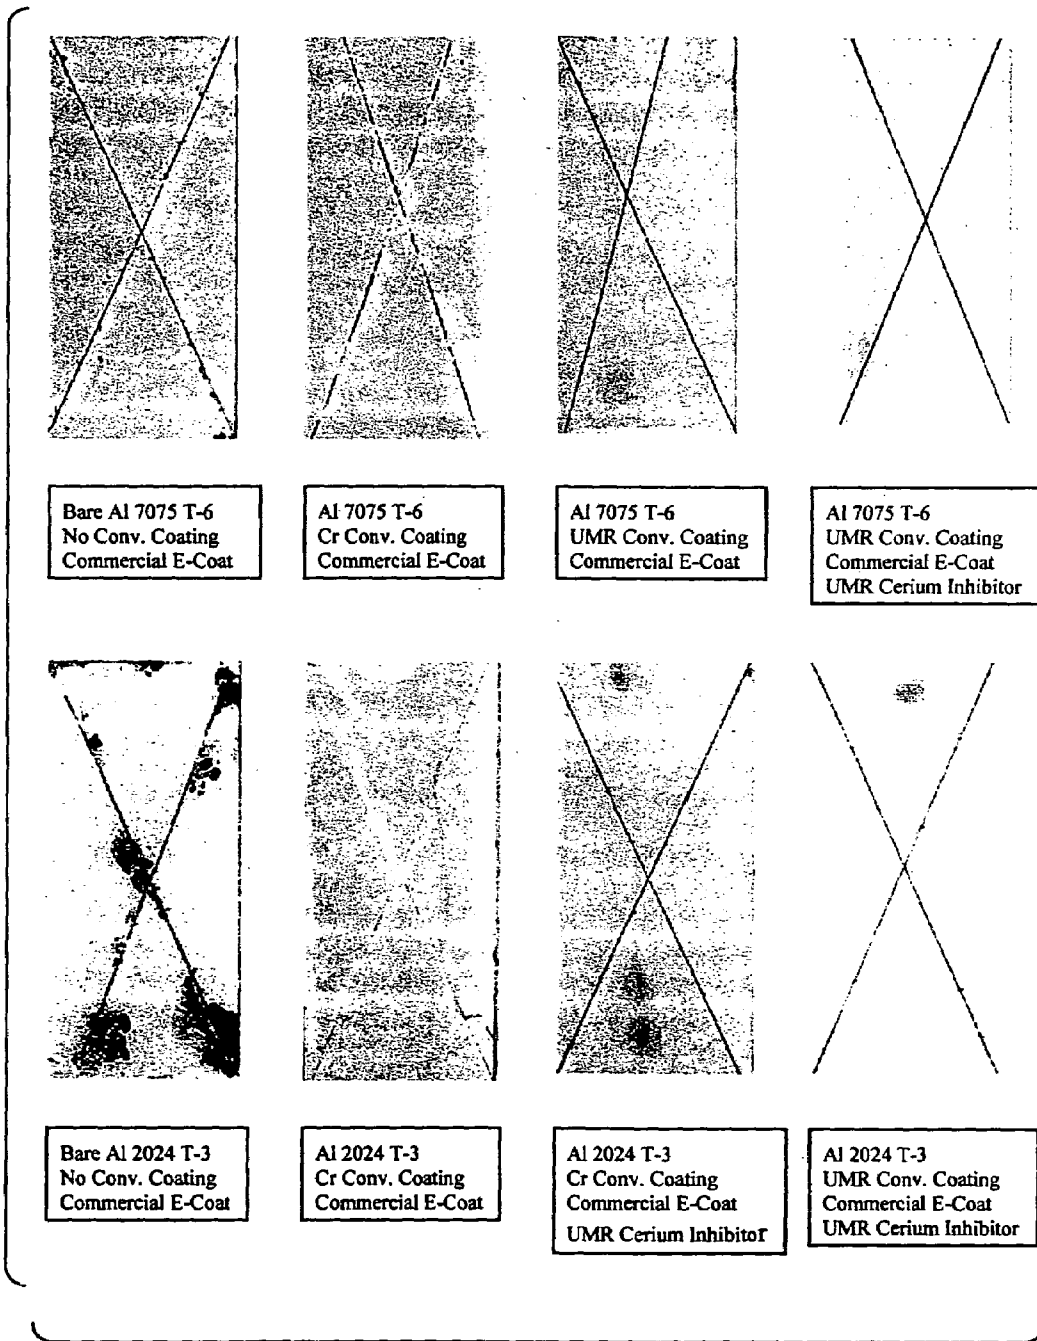 Bare Al 7075 T-6
No Conv. Coating
Commercial E-Coat
Al 7075 T-6
Cr Conv. Coating
Commercial E-Coat
Al 7075 T-6
UMR Conv. Coating
Commercial E-Coat
Al 7075 T-6
UMR Conv. Coating
Commercial E-Coat
UMR Cerium Inhibitor
Bare Al 2024 T-3
No Conv. Coating
Commercial E-Coat
Al 2024 T-3
Cr Conv. Coating
Commercial E-Coat
Al 2024 T-3
Cr Conv. Coating
Commercial E-Coat
UMR Cerium Inhibitor
Al 2024 T-3
UMR Conv. Coating
Commercial E-Coat
UMR Cerium Inhibitor